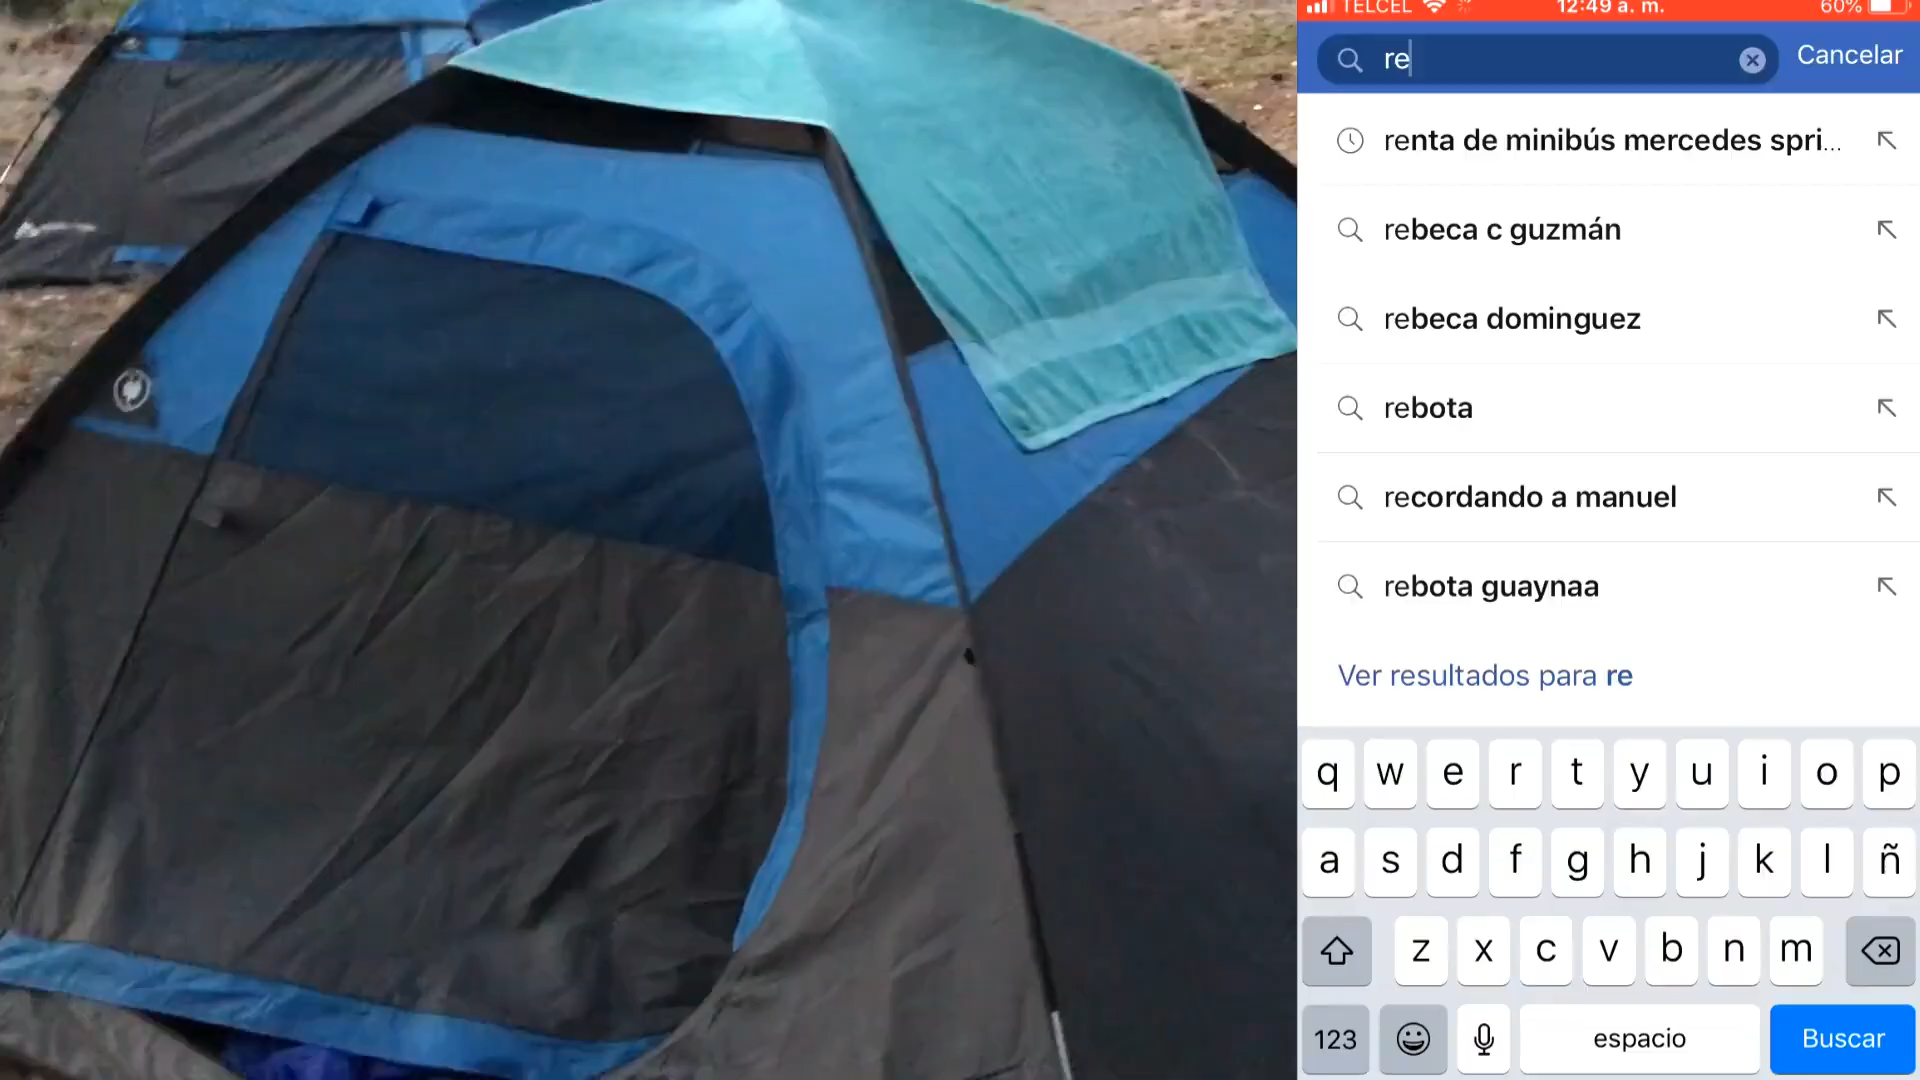 TELCEL 12:49 a. m. 60%
re Cancelar
renta de minibús mercedes spri...
rebeca c guzmán
rebeca dominguez
rebota
recordando a manuel
rebota guaynaa
Ver resultados para re
q w e r t y u i o p
a s d f g h j k l ñ
z x c v b n m
123 espacio Buscar